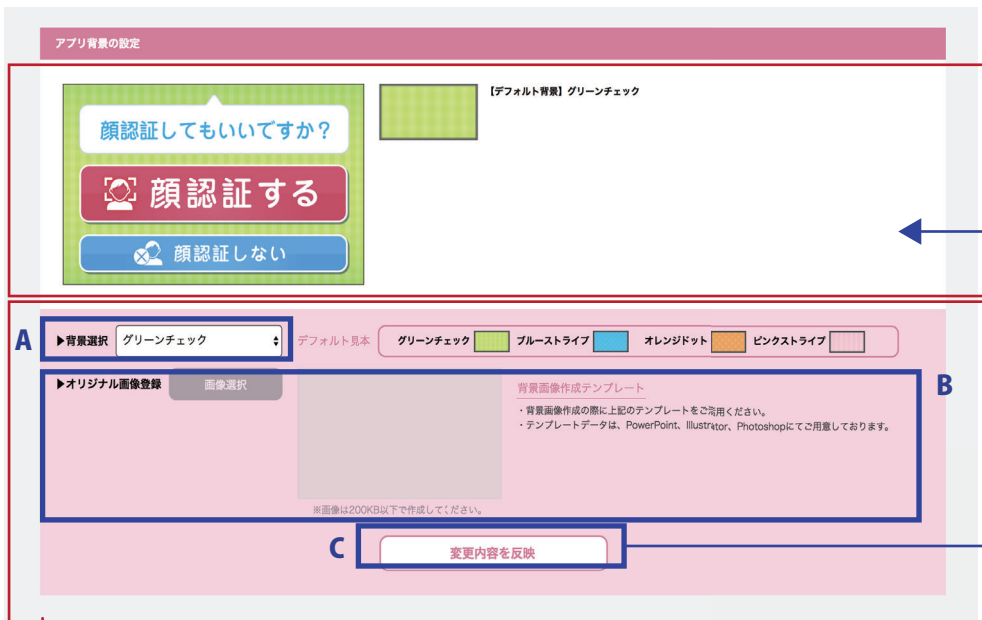 アプリ背景の設定
顔認証してもいいですか？
顔認証する
顔認証しない
【デフォルト背景】グリーンチェック
A
▶背景選択 グリーンチェック
デフォルト見本 グリーンチェック ブルーストライプ オレンジドット ピンクストライプ
▶オリジナル画像登録 画像選択
※画像は200KB以下で作成してください。
背景画像作成テンプレート
・背景画像作成の際に上記のテンプレートをご活用ください。
・テンプレートデータは、PowerPoint、Illustrator、Photoshopにてご用意しております。
B
C
変更内容を反映